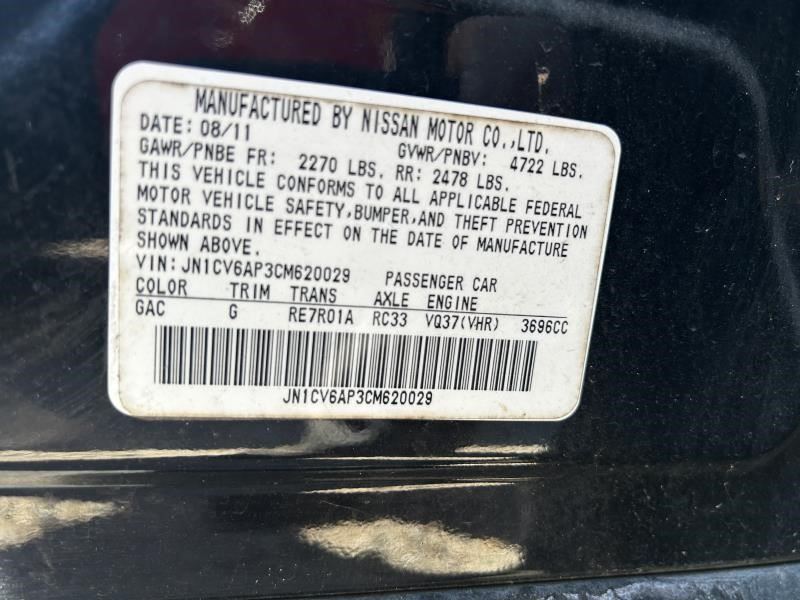 MANUFACTURED BY NISSAN MOTOR CO.,LTD.
DATE: 08/11 GVWR/PNBV: 4722 LBS.
GAWR/PNBE FR: 2270 LBS. RR: 2478 LBS.
THIS VEHICLE CONFORMS TO ALL APPLICABLE FEDERAL
MOTOR VEHICLE SAFETY,BUMPER,AND THEFT PREVENTION
STANDARDS IN EFFECT ON THE DATE OF MANUFACTURE
SHOWN ABOVE.
VIN:JN1CV6AP3CM620029 PASSENGER CAR
COLOR TRIM TRANS AXLE ENGINE
GAC G RE7R01A RC33 VQ37(VHR) 3696CC
JN1CV6AP3CM620029